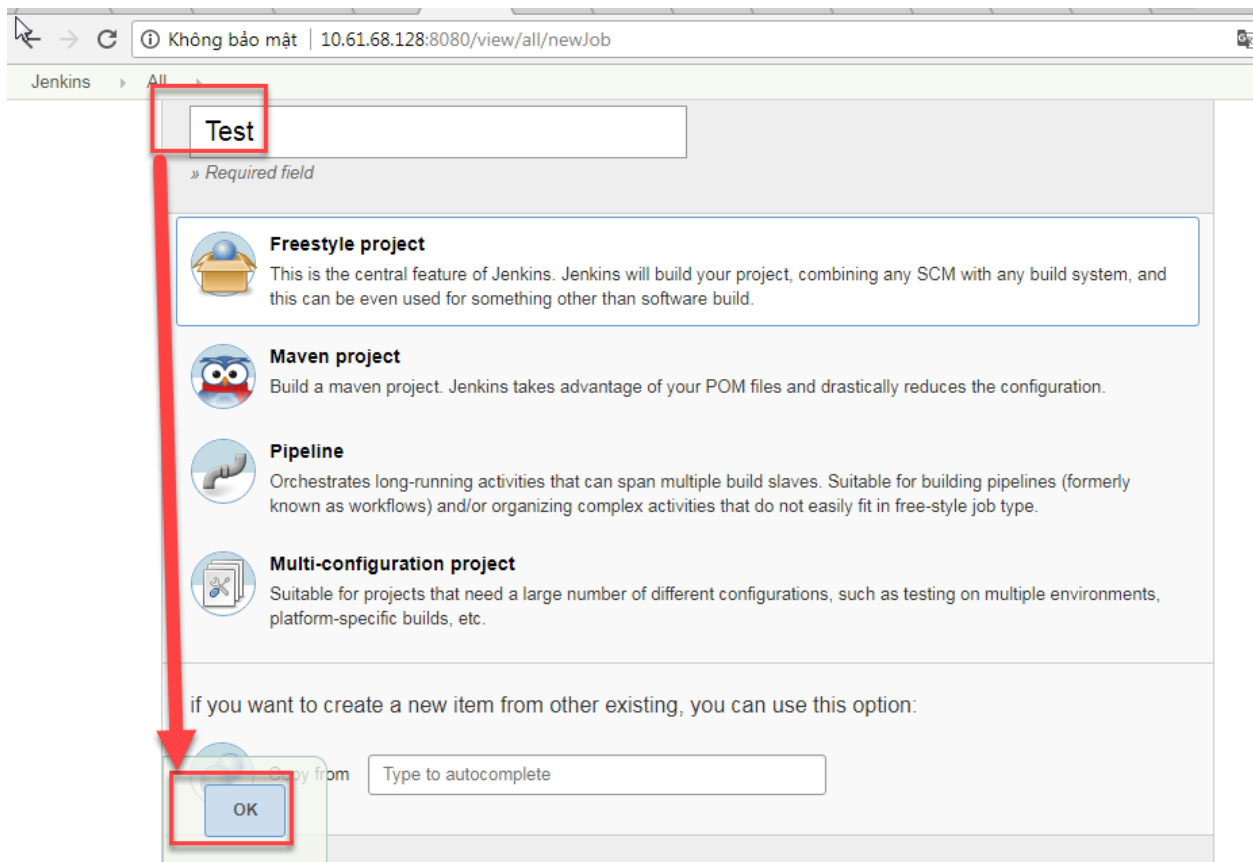 Không bảo mật | 10.61.68.128:8080/view/all/newJob
Jenkins All
Test
» Required field
Freestyle project
This is the central feature of Jenkins. Jenkins will build your project, combining any SCM with any build system, and
this can be even used for something other than software build.
Maven project
Build a maven project. Jenkins takes advantage of your POM files and drastically reduces the configuration.
Pipeline
Orchestrates long-running activities that can span multiple build slaves. Suitable for building pipelines (formerly
known as workflows) and/or organizing complex activities that do not easily fit in free-style job type.
Multi-configuration project
Suitable for projects that need a large number of different configurations, such as testing on multiple environments,
platform-specific builds, etc.
if you want to create a new item from other existing, you can use this option:
Copy from Type to autocomplete
OK